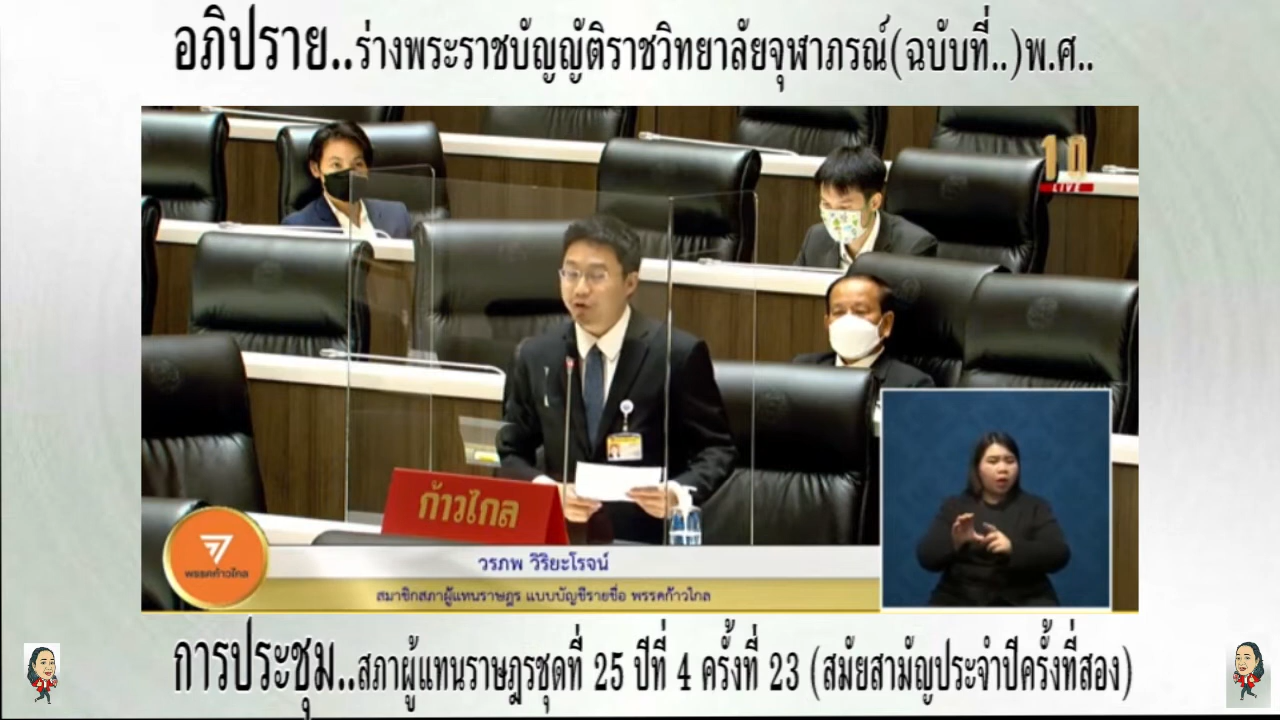 อภิปราย..ร่างพระราชบัญญัติราชวิทยาลัยจุฬาภรณ์(ฉบับที่..)พ.ศ..
10
LIVE
ก้าวไกล
พรรคก้าวไกล
วรภพ วิริยะโรจน์
สมาชิกสภาผู้แทนราษฎร แบบบัญชีรายชื่อ พรรคก้าวไกล
การประชุม..สภาผู้แทนราษฎรชุดที่ 25 ปีที่ 4 ครั้งที่ 23 (สมัยสามัญประจำปีครั้งที่สอง)